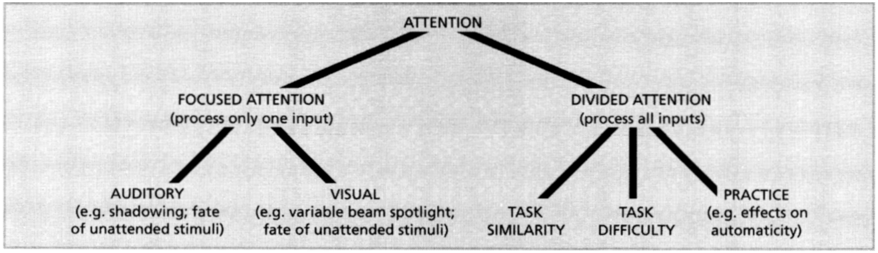 ATTENTION
FOCUSED ATTENTION
(process only one input)
DIVIDED ATTENTION
(process all inputs)
AUDITORY
(e.g. shadowing; fate
of unattended stimuli)
VISUAL
(e.g. variable beam spotlight;
fate of unattended stimuli)
TASK
SIMILARITY
TASK
DIFFICULTY
PRACTICE
(e.g. effects on
automaticity)